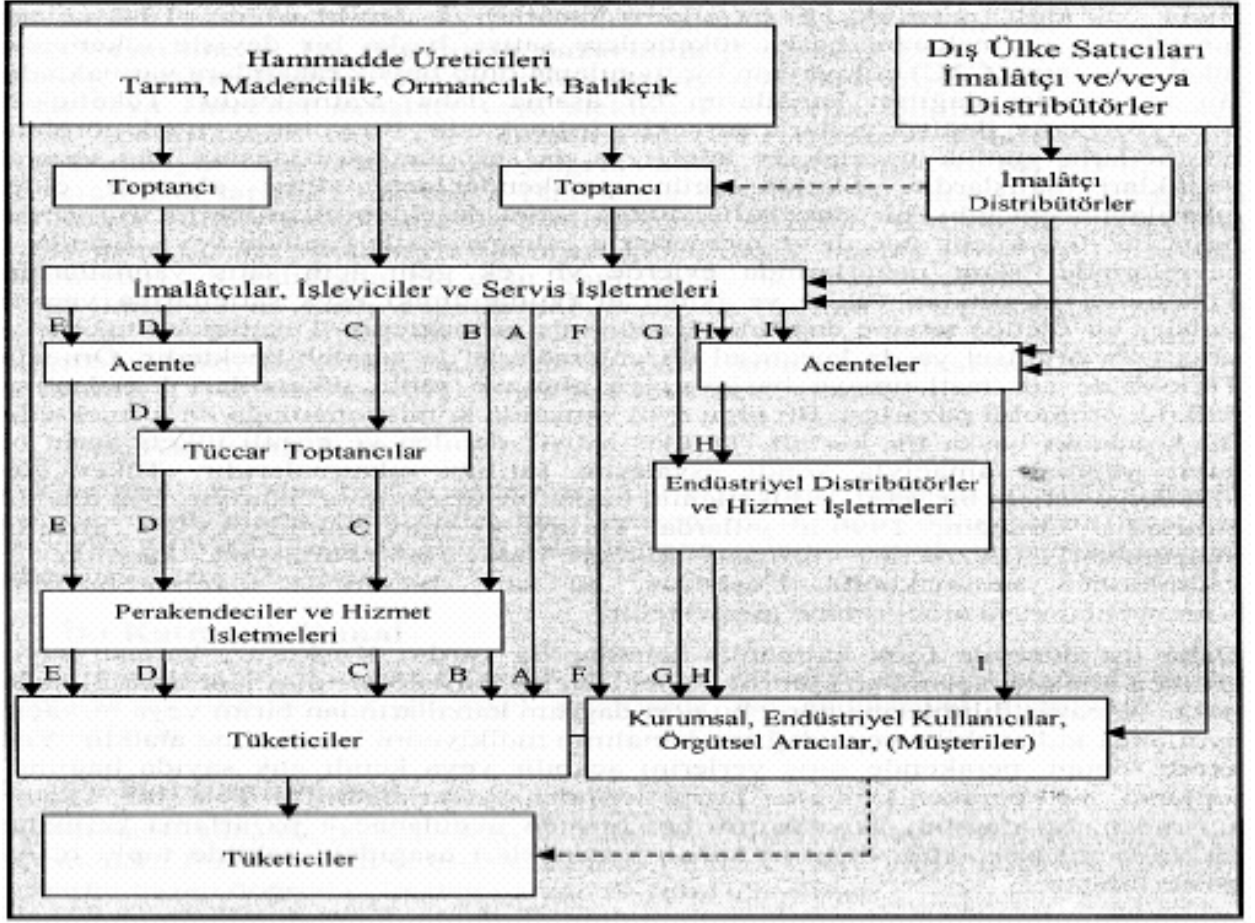 Hammadde Üreticileri
Tarım, Madencilik, Ormancılık, Balıkçık
Dış Ülke Satıcıları
İmalâtçı ve/veya
Distribütörler
Toptancı
Toptancı
İmalâtçı
Distribütörler
İmalâtçılar, İşleyiciler ve Servis İşletmeleri
E D C B A F G H
Acente
Acenteler
D
Tüccar Toptancılar
H
Endüstriyel Distribütörler
ve Hizmet İşletmeleri
E D C
Perakendeciler ve Hizmet
İsletmeleri
E D C B A F G H I
Tüketiciler
Kurumsal, Endüstriyel Kullanıcılar,
Örgütsel Aracılar, (Müşteriler)
Tüketiciler